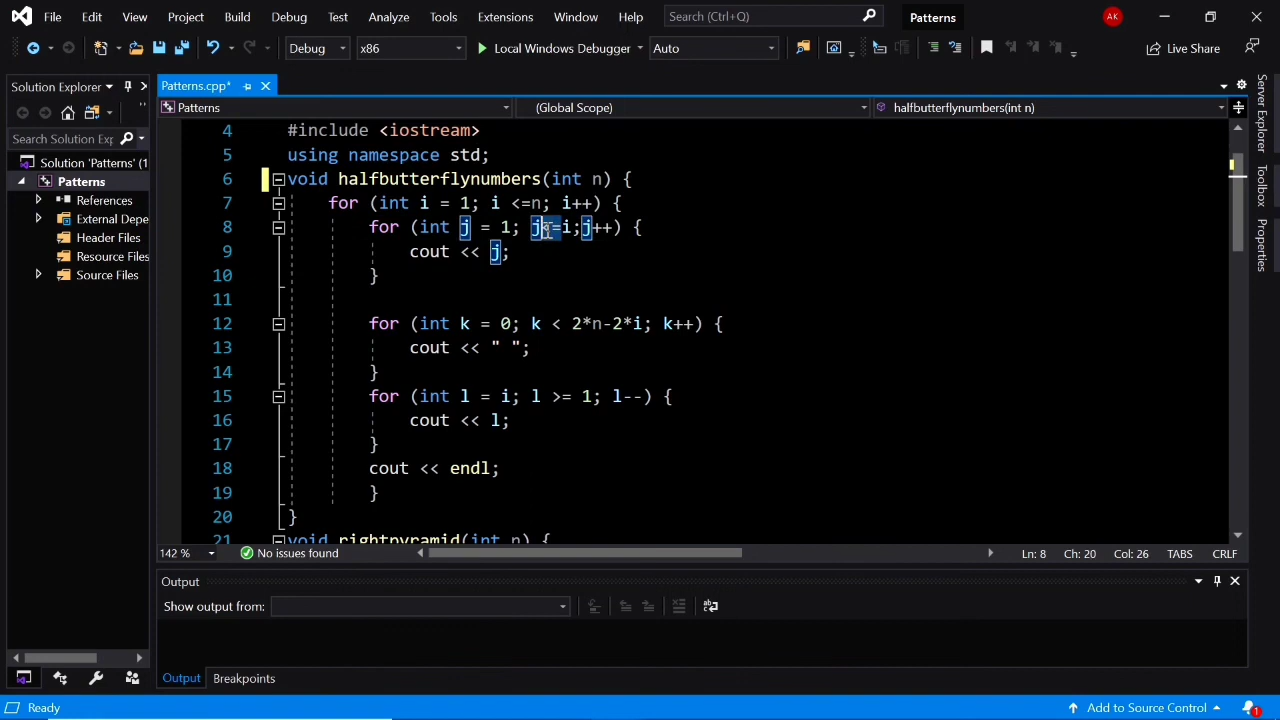 File Edit View Project Build Debug Test Analyze Tools Extensions Window Help Search (Ctrl+Q) Patterns AK
Debug x86 Local Windows Debugger Auto Live Share
Solution Explorer
Search Solution Exp
Solution 'Patterns' (1
Patterns
References
External Depe
Header Files
Resource Files
Source Files
Patterns.cpp*
Patterns (Global Scope) halfbutterflynumbers(int n)
4 #include <iostream>
5 using namespace std;
6 void halfbutterflynumbers(int n) {
7 for (int i = 1; i <=n; i++) {
8 for (int j = 1; j<=i;j++) {
9 cout << j;
10 }
11
12 for (int k = 0; k < 2*n-2*i; k++) {
13 cout << " ";
14 }
15 for (int l = i; l >= 1; l--) {
16 cout << l;
17 }
18 cout << endl;
19 }
20 }
21 void rightpyramid(int n) {
142 % No issues found Ln: 8 Ch: 20 Col: 26 TABS CRLF
Output
Show output from:
Output Breakpoints
Server Explorer
Toolbox
Properties
Ready Add to Source Control 1